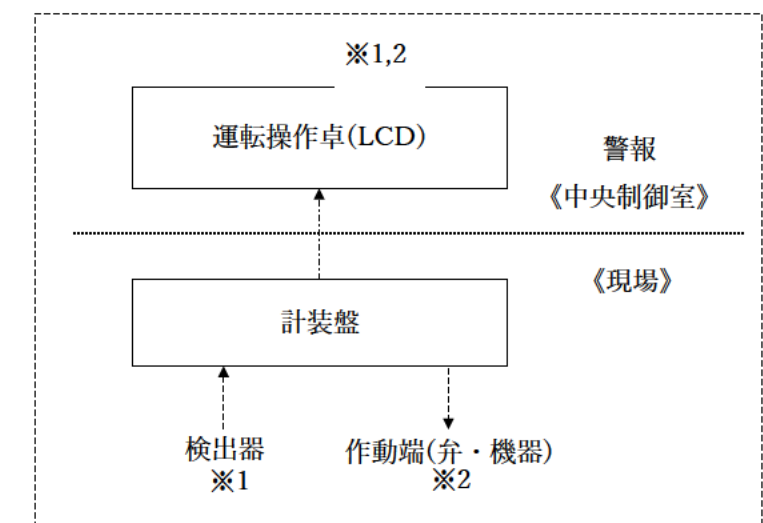 ※1,2
運転操作卓(LCD)
警報
《中央制御室》
《現場》
計装盤
検出器
※1
作動端(弁・機器)
※2